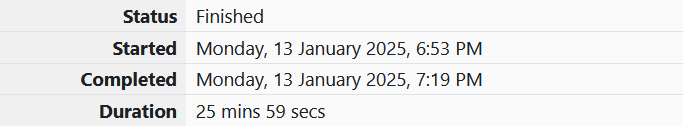 Status Finished
Started Monday, 13 January 2025, 6:53 PM
Completed Monday, 13 January 2025, 7:19 PM
Duration 25 mins 59 secs